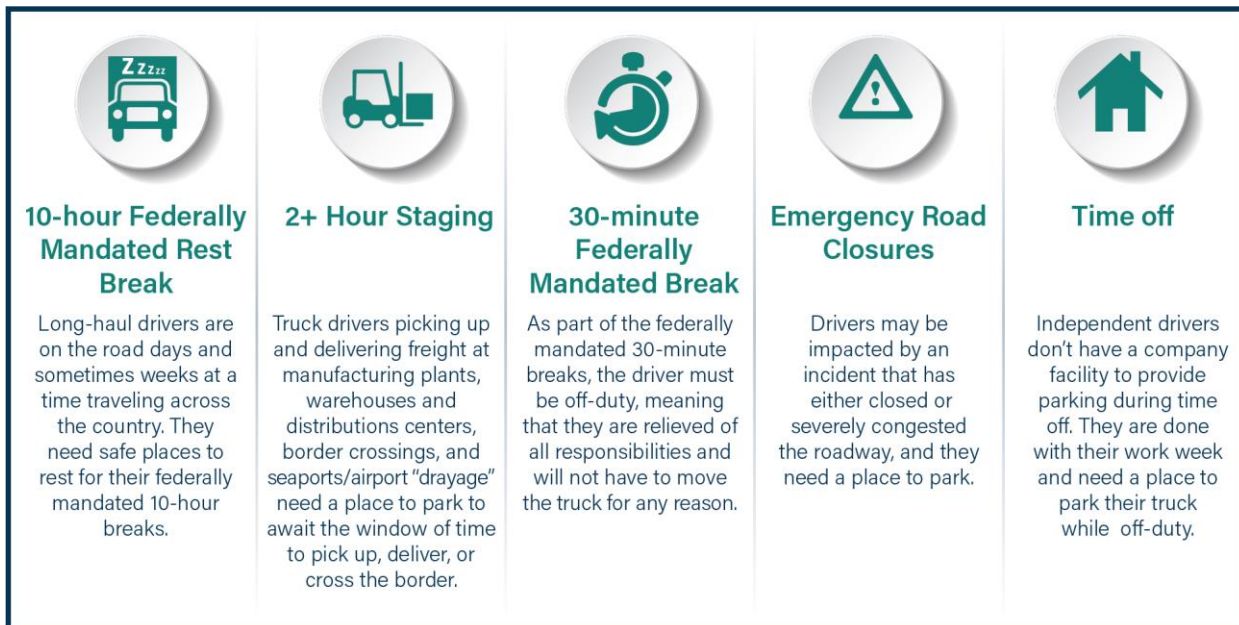 Zzzzz
10-hour Federally
Mandated Rest
Break
Long-haul drivers are
on the road days and
sometimes weeks at a
time traveling across
the country. They
need safe places to
rest for their federally
mandated 10-hour
breaks.
2+ Hour Staging
Truck drivers picking up
and delivering freight at
manufacturing plants,
warehouses and
distributions centers,
border crossings, and
seaports/airport “drayage”
need a place to park to
await the window of time
to pick up, deliver, or
cross the border.
30-minute
Federally
Mandated Break
As part of the federally
mandated 30-minute
breaks, the driver must
be off-duty, meaning
that they are relieved of
all responsibilities and
will not have to move
the truck for any reason.
!
Emergency Road
Closures
Drivers may be
impacted by an
incident that has
either closed or
severely congested
the roadway, and they
need a place to park.
Time off
Independent drivers
don’t have a company
facility to provide
parking during time
off. They are done
with their work week
and need a place to
park their truck
while off-duty.